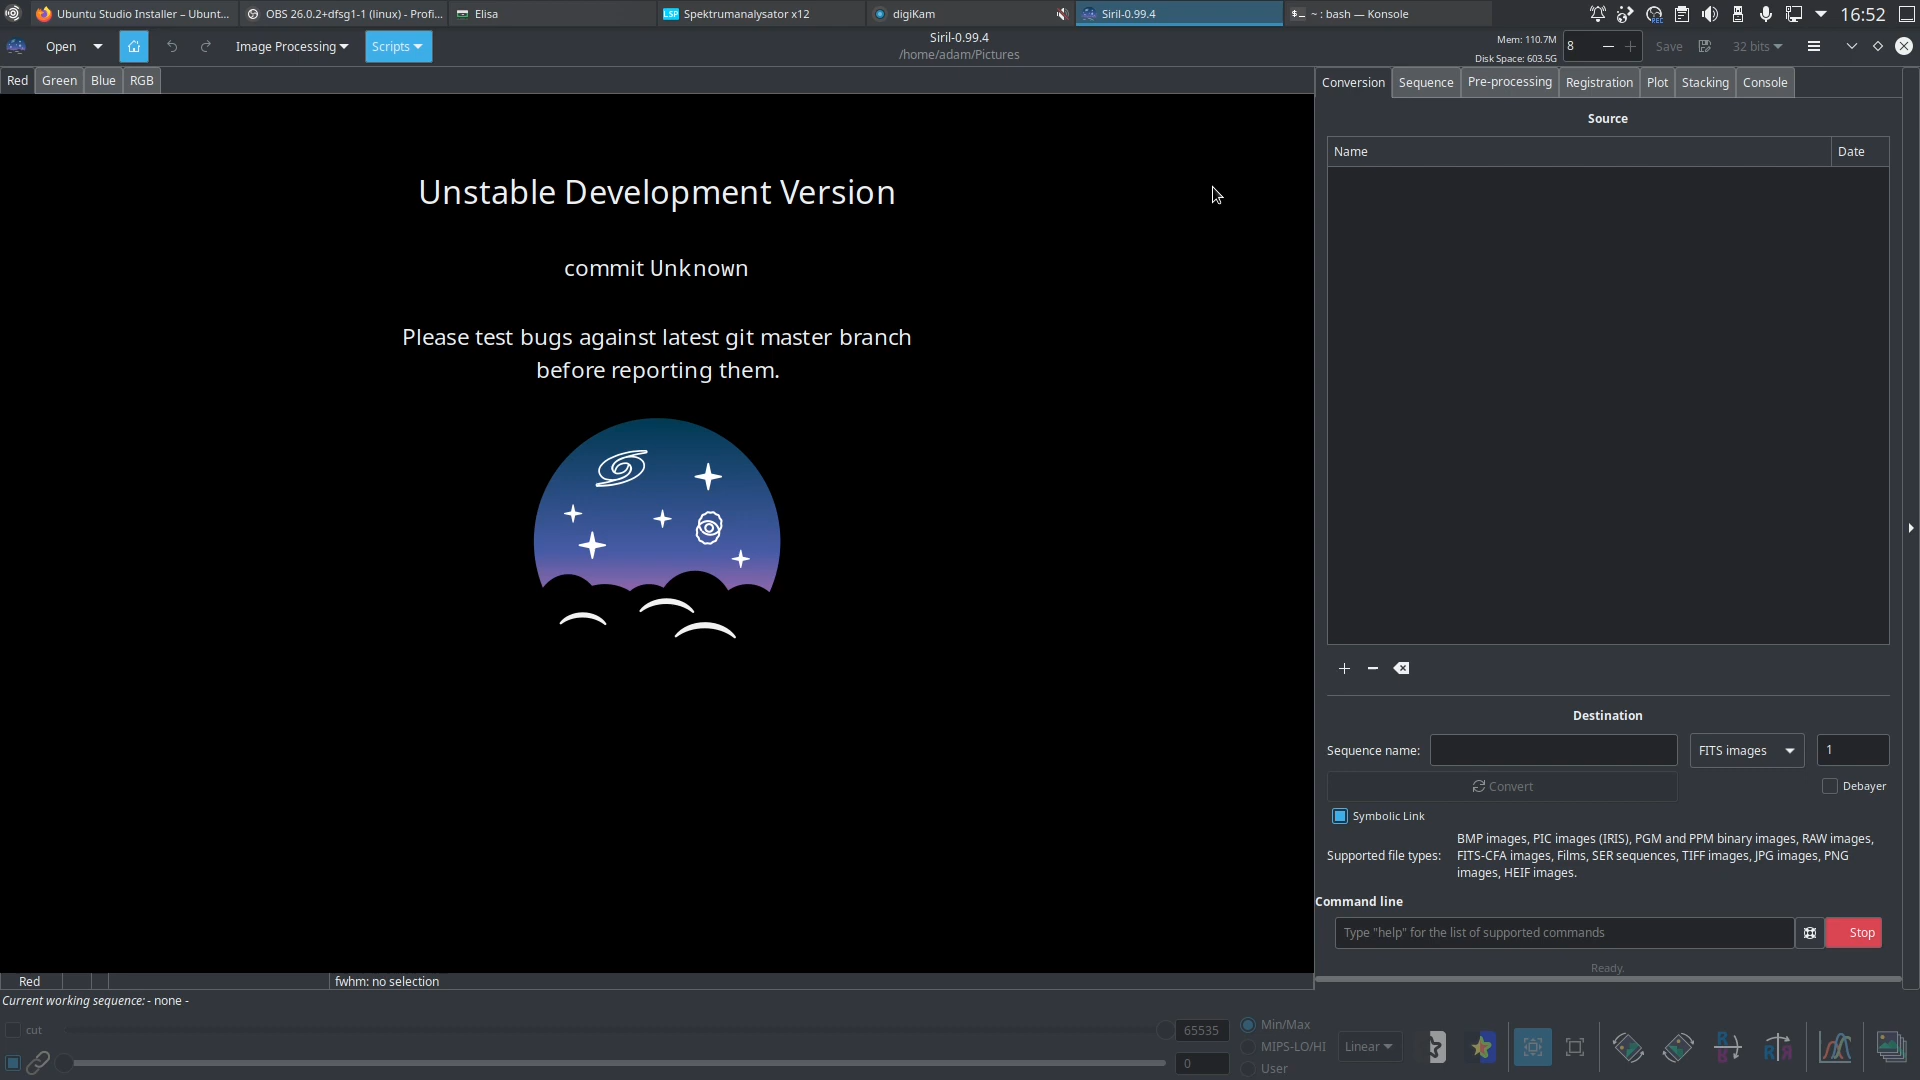 Ubuntu Studio Installer – Ubunt...
OBS 26.0.2+dfsg1-1 (linux) - Profi...
Elisa
LSP Spektrumanalysator x12
digiKam
Siril-0.99.4
~ : bash — Konsole
16:52
Open
Image Processing
Scripts
Siril-0.99.4
/home/adam/Pictures
Mem: 110.7M
Disk Space: 603.5G
8
Save
32 bits
Red
Green
Blue
RGB
Conversion
Sequence
Pre-processing
Registration
Plot
Stacking
Console
Unstable Development Version
commit Unknown
Please test bugs against latest git master branch
before reporting them.
Source
Name
Date
Destination
Sequence name:
FITS images
1
Convert
Debayer
Symbolic Link
Supported file types:
BMP images, PIC images (IRIS), PGM and PPM binary images, RAW images,
FITS-CFA images, Films, SER sequences, TIFF images, JPG images, PNG
images, HEIF images.
Command line
Type "help" for the list of supported commands
Stop
Ready.
Red
fwhm: no selection
Current working sequence: - none -
cut
65535
0
Min/Max
MIPS-LO/HI
User
Linear